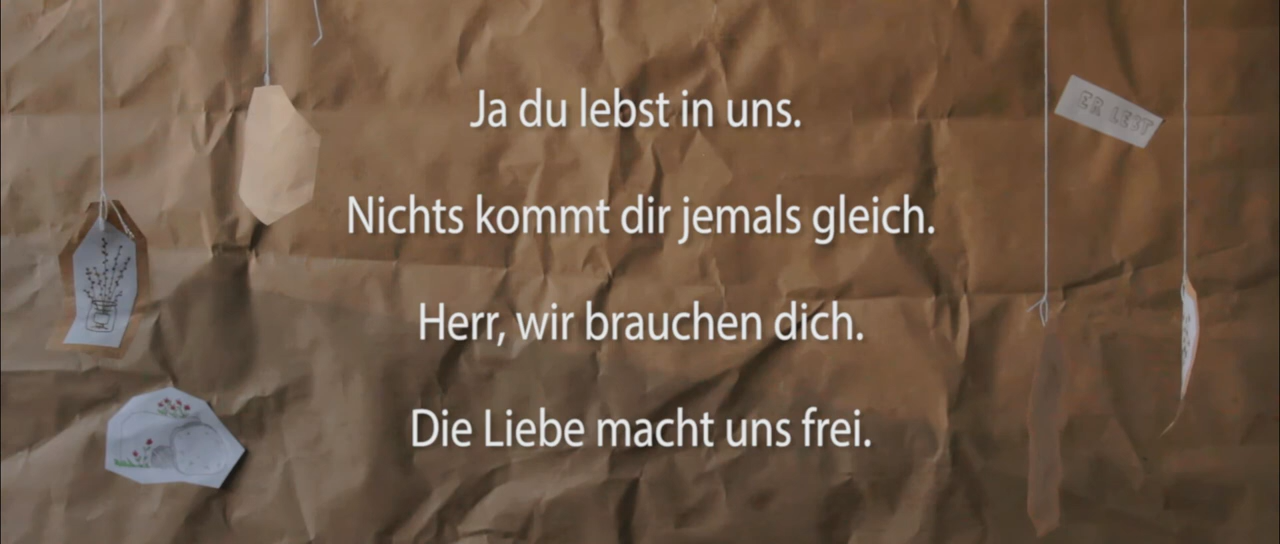 Ja du lebst in uns.
ER LEBT
Nichts kommt dir jemals gleich.
Herr, wir brauchen dich.
Die Liebe macht uns frei.